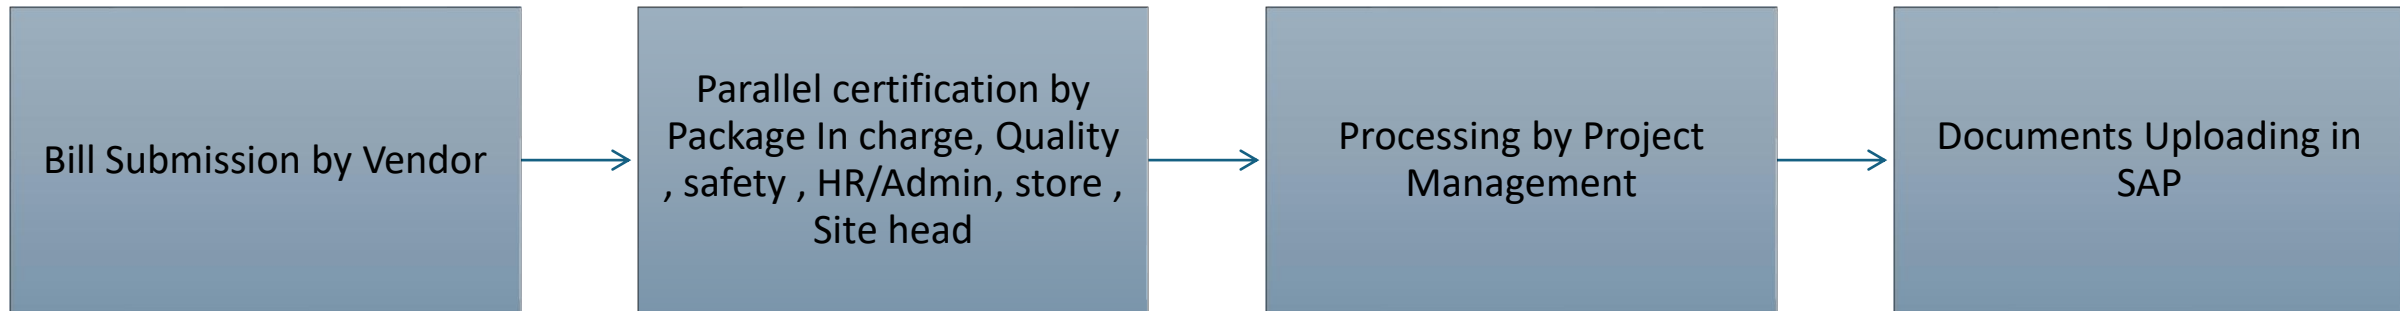 Bill Submission by Vendor
Parallel certification by
Package In charge, Quality
, safety , HR/Admin, store ,
Site head
Processing by Project
Management
Documents Uploading in
SAP